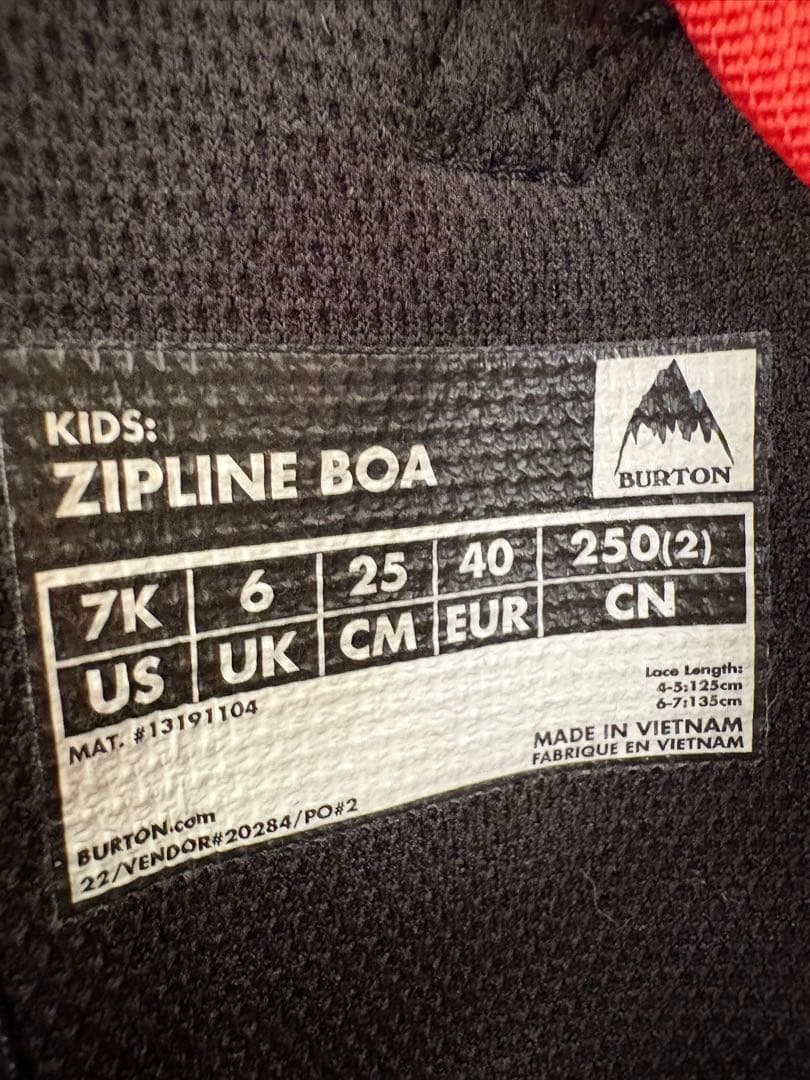 KIDS:
ZIPLINE BOA
BURTON
7K 6 25 40 250(2)
US UK CM EUR CN
MAT. #13191104
Lace Length:
4-5:125cm
6-7:135cm
MADE IN VIETNAM
FABRIQUE EN VIETNAM
BURTON.com
22/VENDOR#20284/PO#2